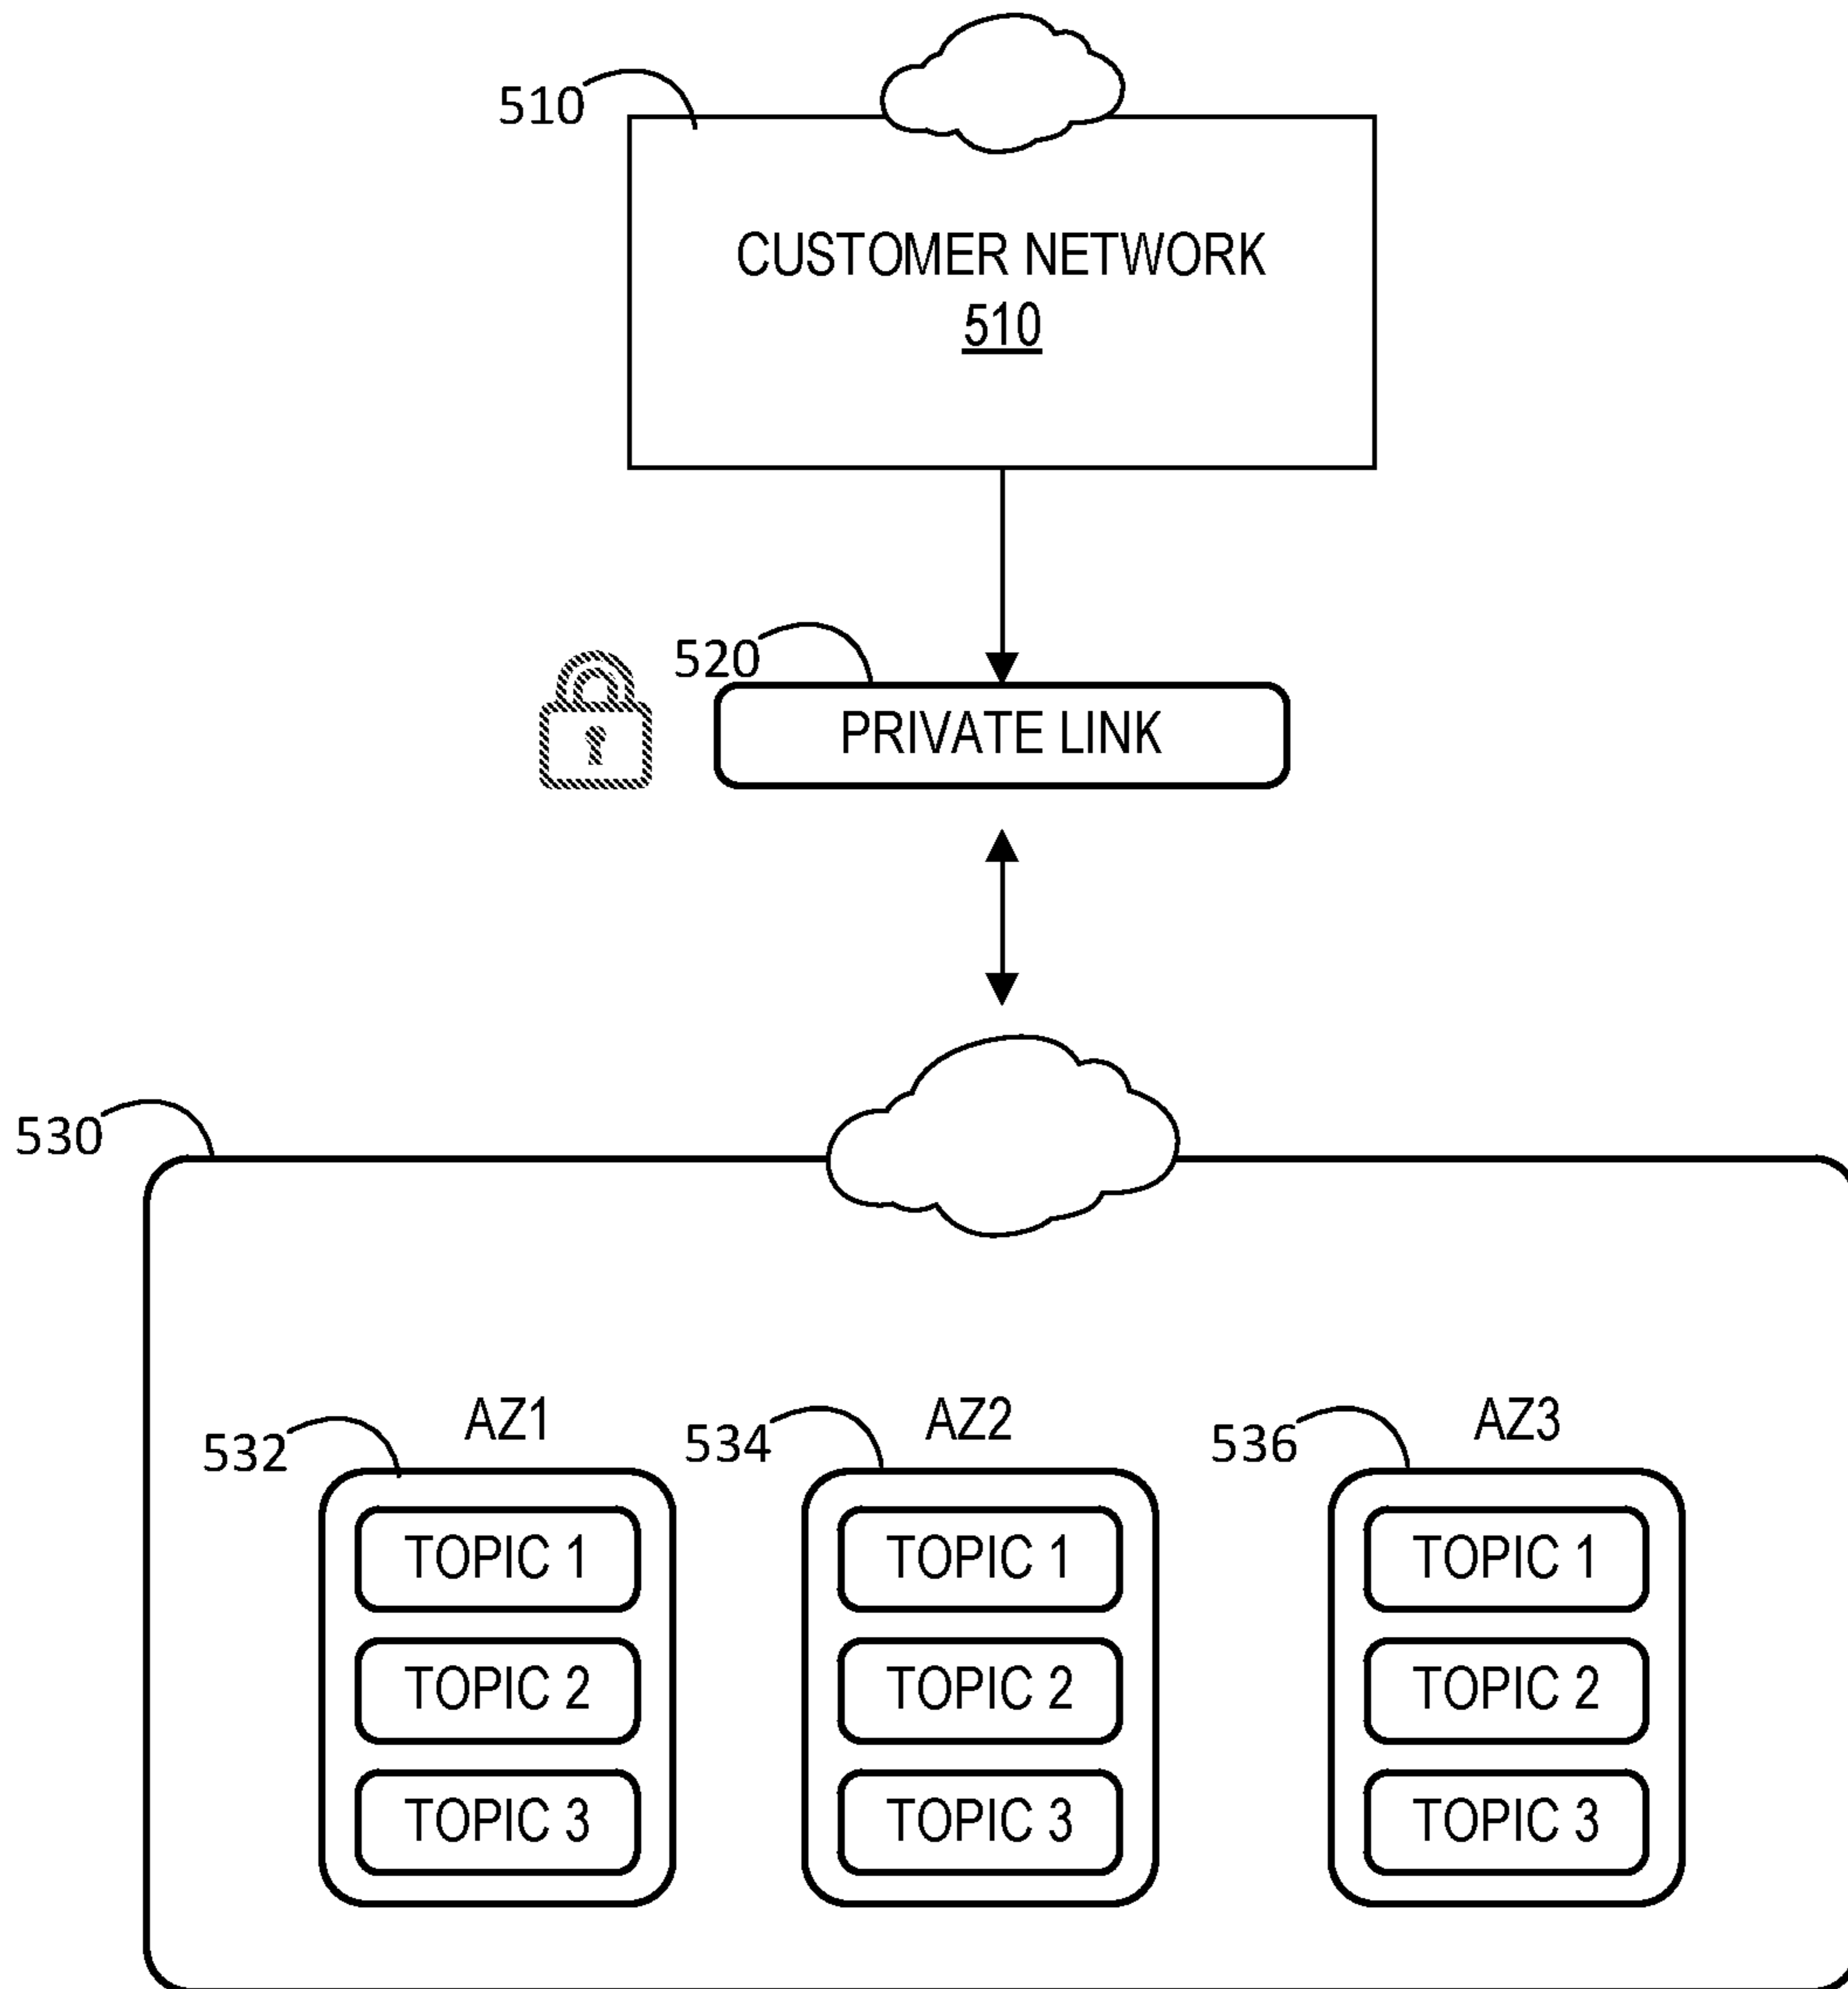 510
CUSTOMER NETWORK
510
520
PRIVATE LINK
530
AZ1
AZ2
AZ3
532
534
536
TOPIC 1
TOPIC 1
TOPIC 1
TOPIC 2
TOPIC 2
TOPIC 2
TOPIC 3
TOPIC 3
TOPIC 3